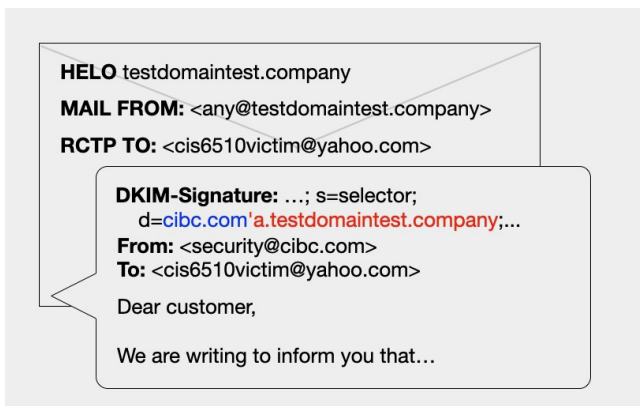 HELO testdomaintest.company
MAIL FROM: <any@testdomaintest.company>
RCTP TO: <cis6510victim@yahoo.com>
DKIM-Signature: …; s=selector;
d=cibc.com'a.testdomaintest.company;...
From: <security@cibc.com>
To: <cis6510victim@yahoo.com>
Dear customer,
We are writing to inform you that…